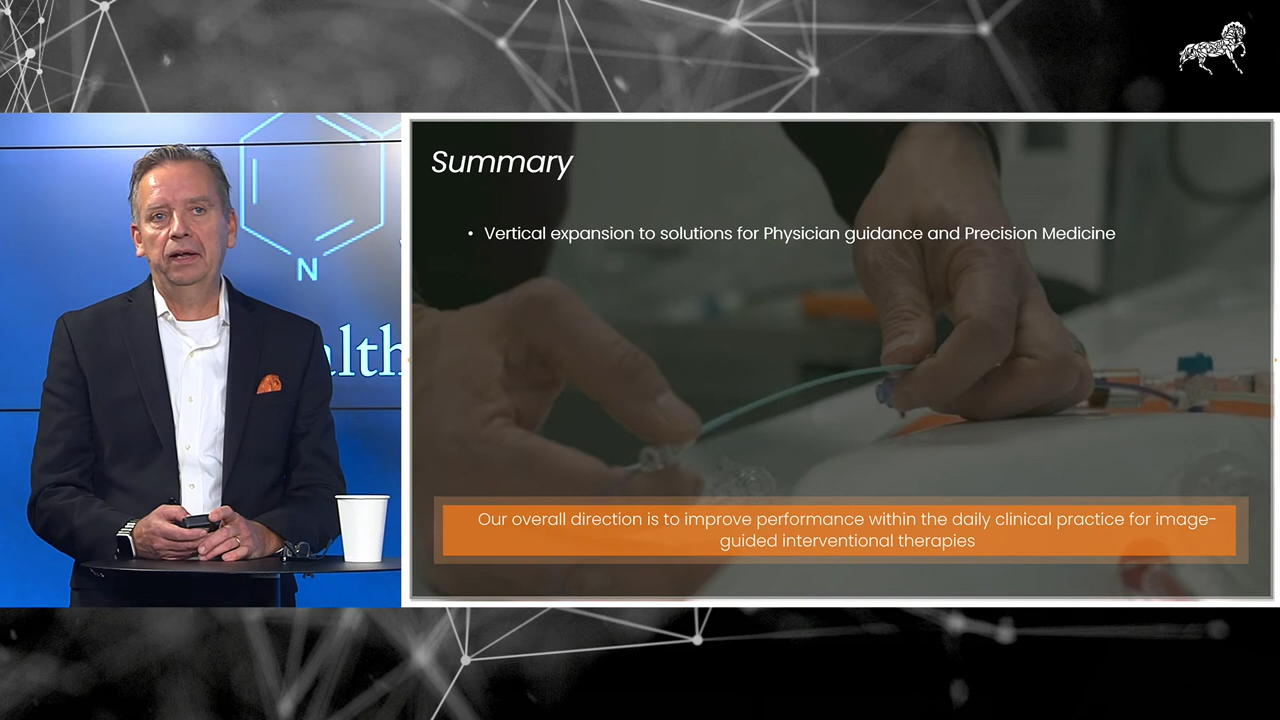 N
alth
Summary
• Vertical expansion to solutions for Physician guidance and Precision Medicine
Our overall direction is to improve performance within the daily clinical practice for image-
guided interventional therapies